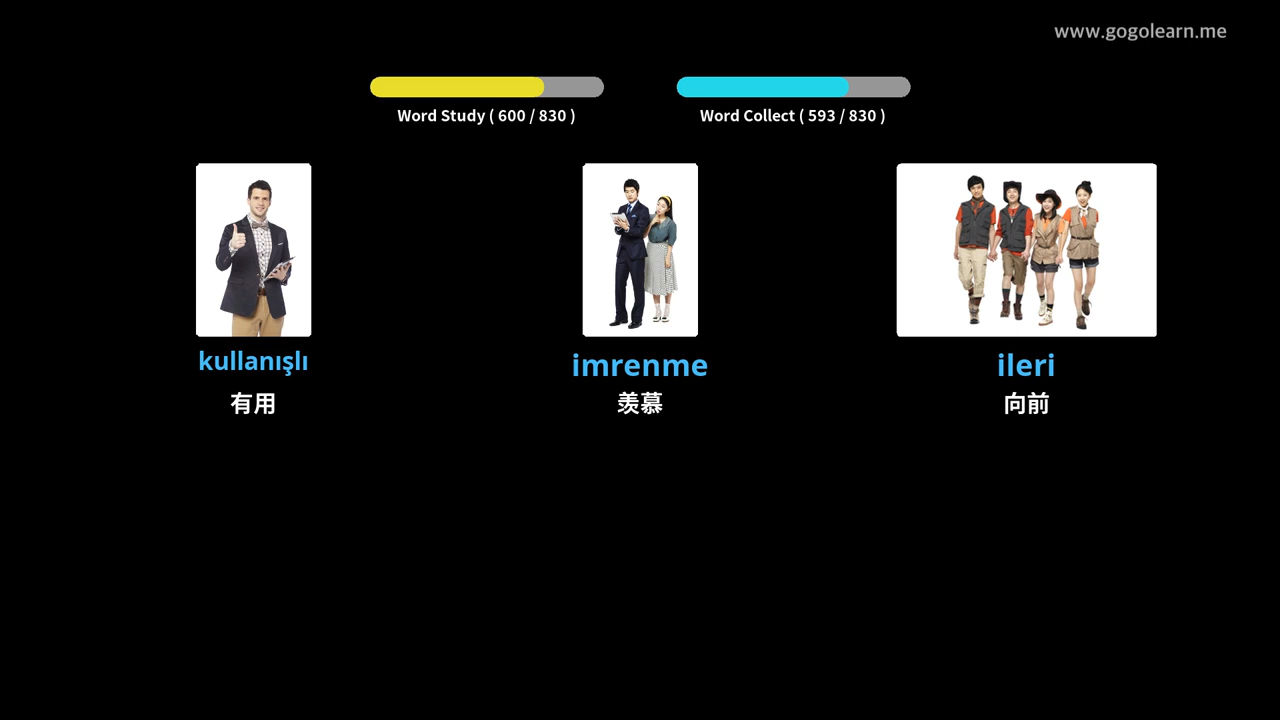 www.gogolearn.me
Word Study ( 600 / 830 )
Word Collect ( 593 / 830 )
kullanışlı
有用
imrenme
羡慕
ileri
向前